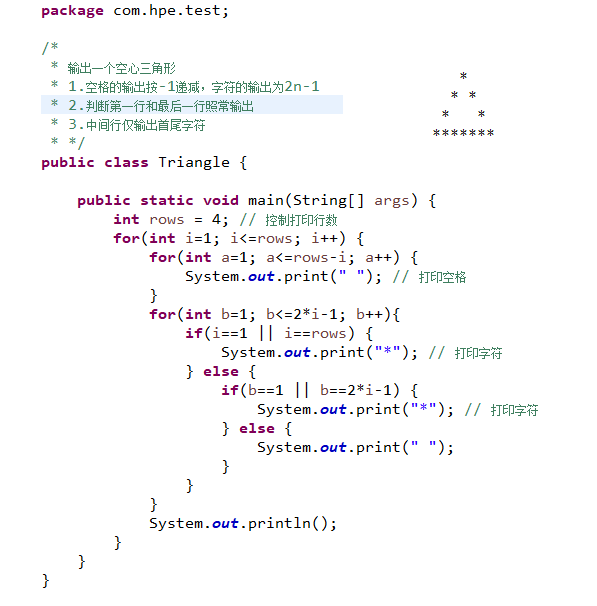 package com.hpe.test;
/*
 * 输出一个空心三角形
 * 1.空格的输出按-1递减，字符的输出为2n-1
 * 2.判断第一行和最后一行照常输出
 * 3.中间行仅输出首尾字符
 * */
public class Triangle {
    public static void main(String[] args) {
        int rows = 4; // 控制打印行数
        for(int i=1; i<=rows; i++) {
            for(int a=1; a<=rows-i; a++) {
                System.out.print(" "); // 打印空格
            }
            for(int b=1; b<=2*i-1; b++){
                if(i==1 || i==rows) {
                    System.out.print("*"); // 打印字符
                } else {
                    if(b==1 || b==2*i-1) {
                        System.out.print("*"); // 打印字符
                    } else {
                        System.out.print(" ");
                    }
                }
            }
            System.out.println();
        }
    }
}
   *
  * *
 *   *
*******